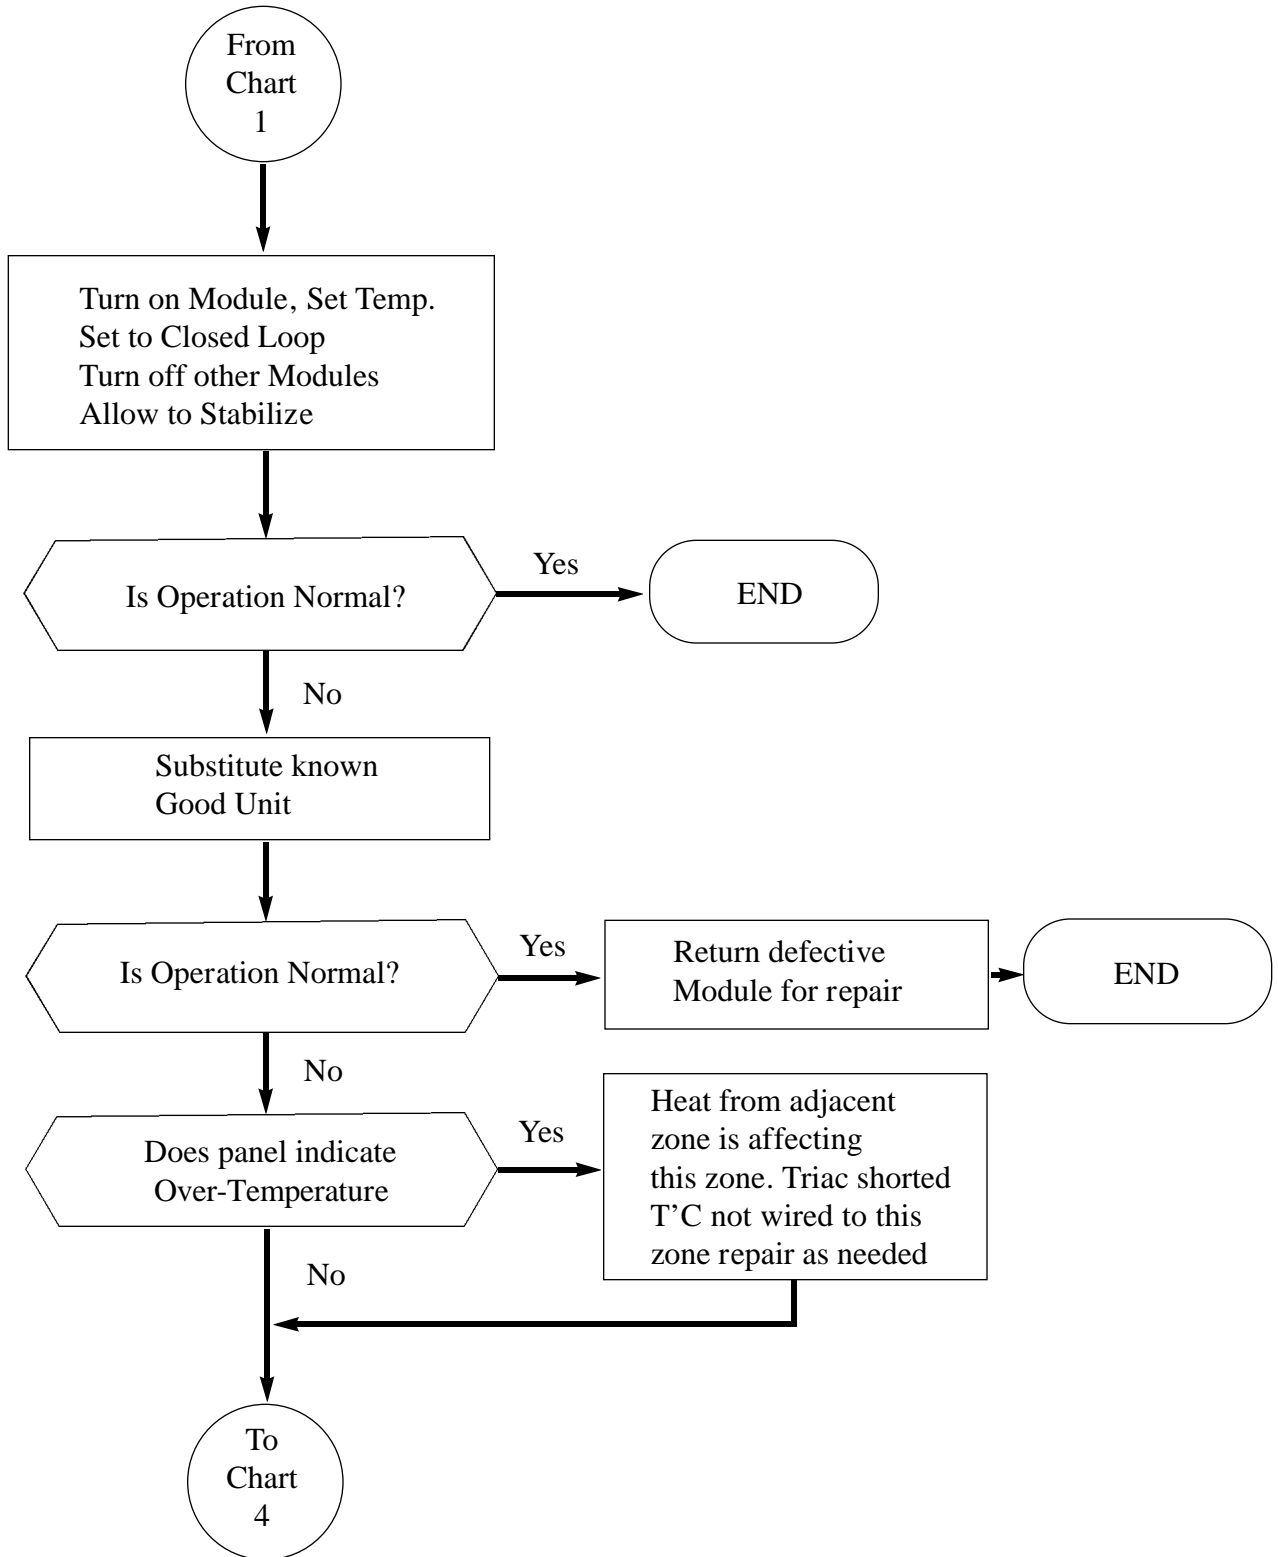 From
Chart
1
Turn on Module, Set Temp.
Set to Closed Loop
Turn off other Modules
Allow to Stabilize
Is Operation Normal?
Yes
END
No
Substitute known
Good Unit
Is Operation Normal?
Yes
Return defective
Module for repair
END
No
Does panel indicate
Over-Temperature
Yes
Heat from adjacent
zone is affecting
this zone. Triac shorted
T’C not wired to this
zone repair as needed
No
To
Chart
4